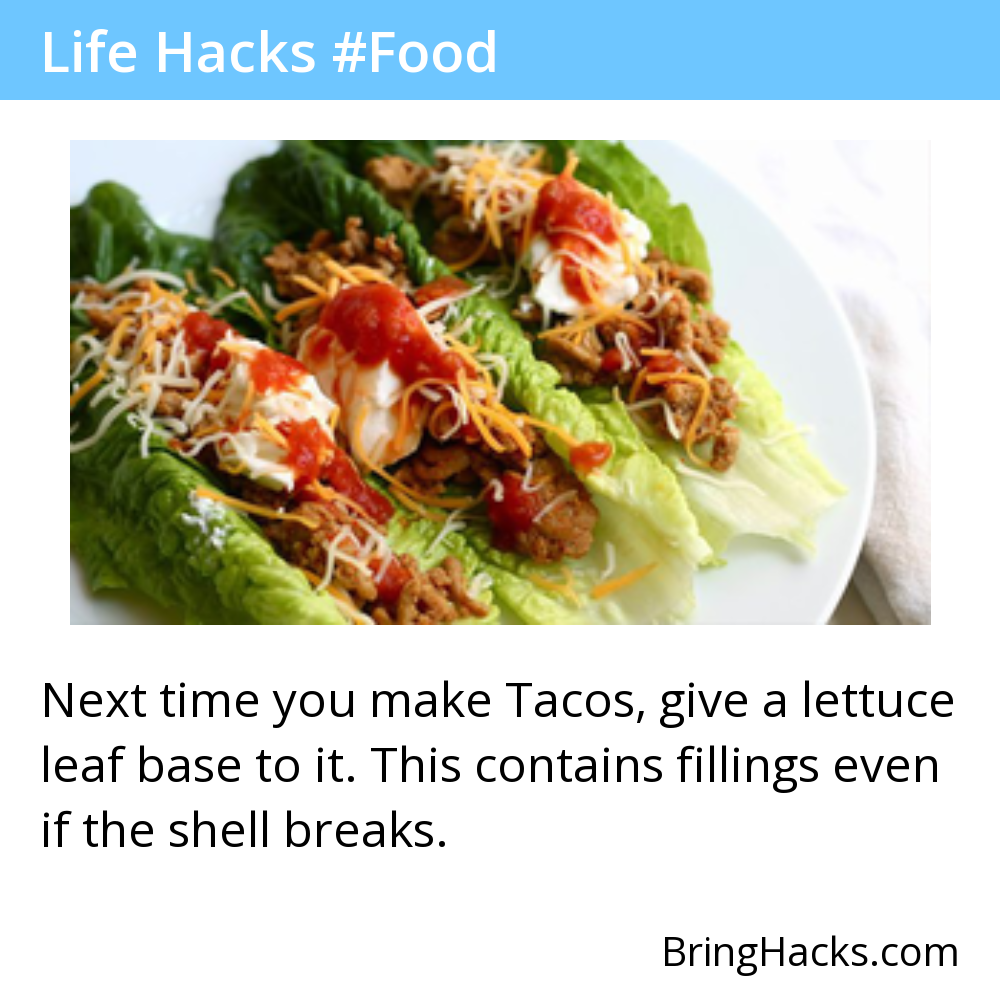 Life Hacks #Food
Next time you make Tacos, give a lettuce
leaf base to it. This contains fillings even
if the shell breaks.
BringHacks.com